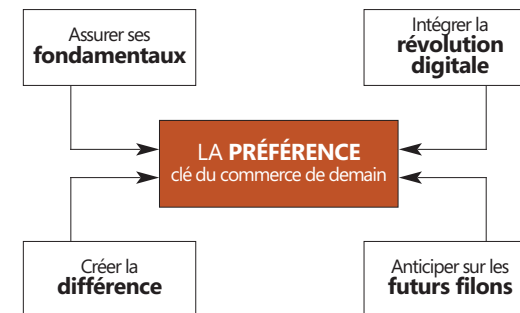 Assurer ses
fondamentaux
Intégrer la
révolution
digitale
LA PRÉFÉRENCE
clé du commerce de demain
Créer la
différence
Anticiper sur les
futurs filons